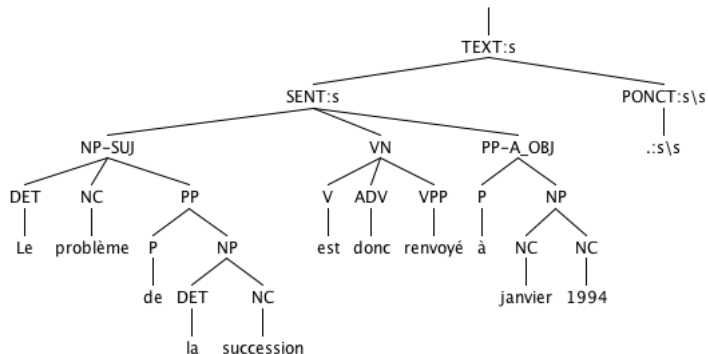 TEXT:s
SENT:s PONCT:s\s
NP-SUJ VN PP-A_OBJ .:s\s
DET NC PP V ADV VPP P NP
Le problème P NP est donc renvoyé à NC NC
de DET NC janvier 1994
la succession